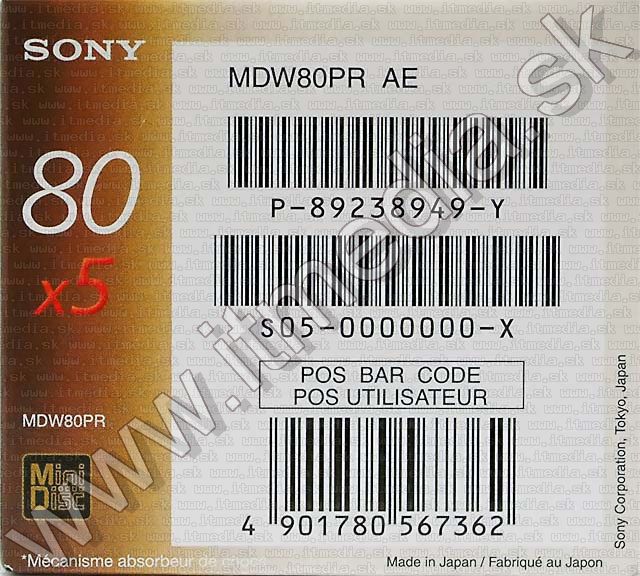 SONY
80
x5
MDW80PR
Mini
Disc
*Mécanisme absorbeur de choc
MDW80PR AE
P-89238949-Y
S05-0000000-X
POS BAR CODE
POS UTILISATEUR
4 901780 567362
Made in Japan / Fabriqué au Japon
Sony Corporation, Tokyo, Japan
www.itmedia.sk